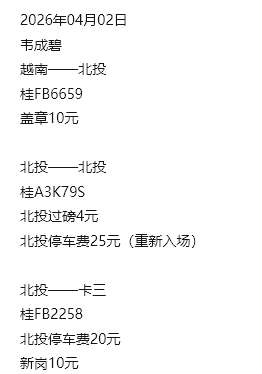 2026年04月02日
韦成碧
越南——北投
桂FB6659
盖章10元

北投——北投
桂A3K79S
北投过磅4元
北投停车费25元（重新入场）

北投——卡三
桂FB2258
北投停车费20元
新岗10元